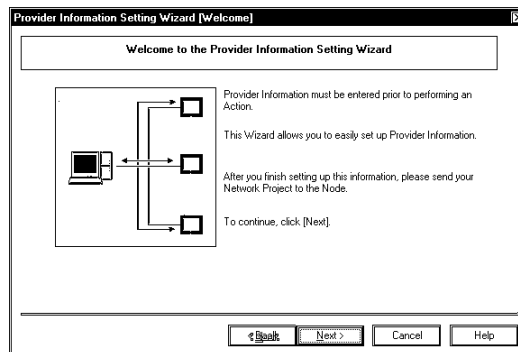 Provider Information Setting Wizard [Welcome]
Welcome to the Provider Information Setting Wizard
Provider Information must be entered prior to performing an
Action.
This Wizard allows you to easily set up Provider Information.
After you finish setting up this information, please send your
Network Project to the Node.
To continue, click [Next].
< Back
Next >
Cancel
Help